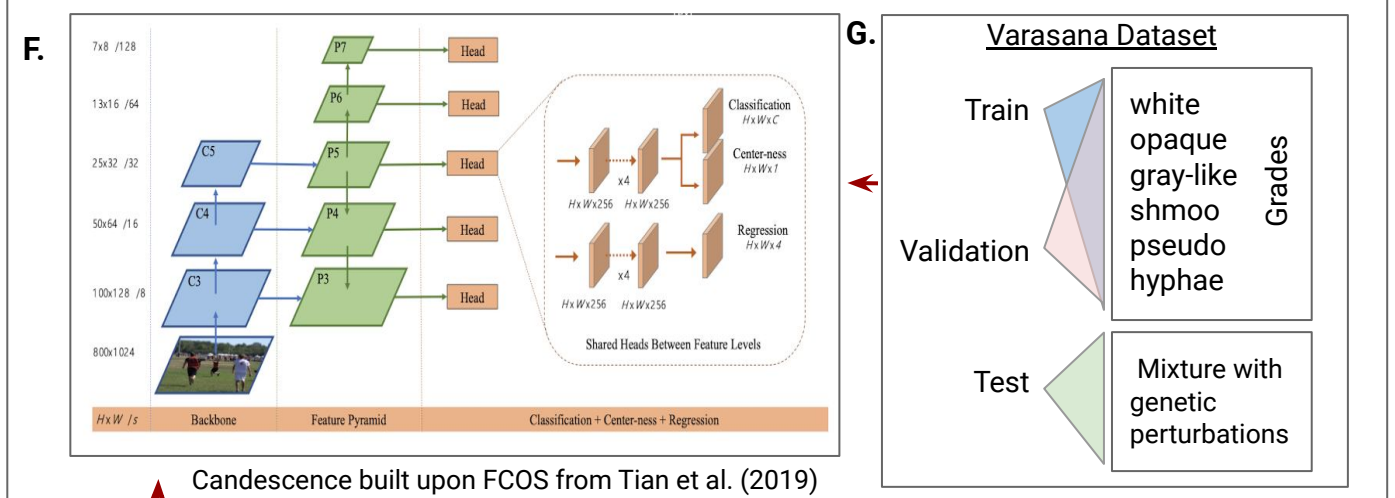 F.
7x8 /128
13x16 /64
25x32 /32
50x64 /16
100x128 /8
800x1024
C5
C4
C3
P7
P6
P5
P4
P3
Head
Head
Head
Head
Head
Classification
HxWxC
Center-ness
HxWx1
x4
HxWx256 HxWx256
Regression
HxWx4
x4
HxWx256 HxWx256
Shared Heads Between Feature Levels
HxW /s Backbone Feature Pyramid Classification + Center-ness + Regression
Candescence built upon FCOS from Tian et al. (2019)
G.
Varasana Dataset
Train
Validation
white
opaque
gray-like
shmoo
pseudo
hyphae
Grades
Test
Mixture with
genetic
perturbations